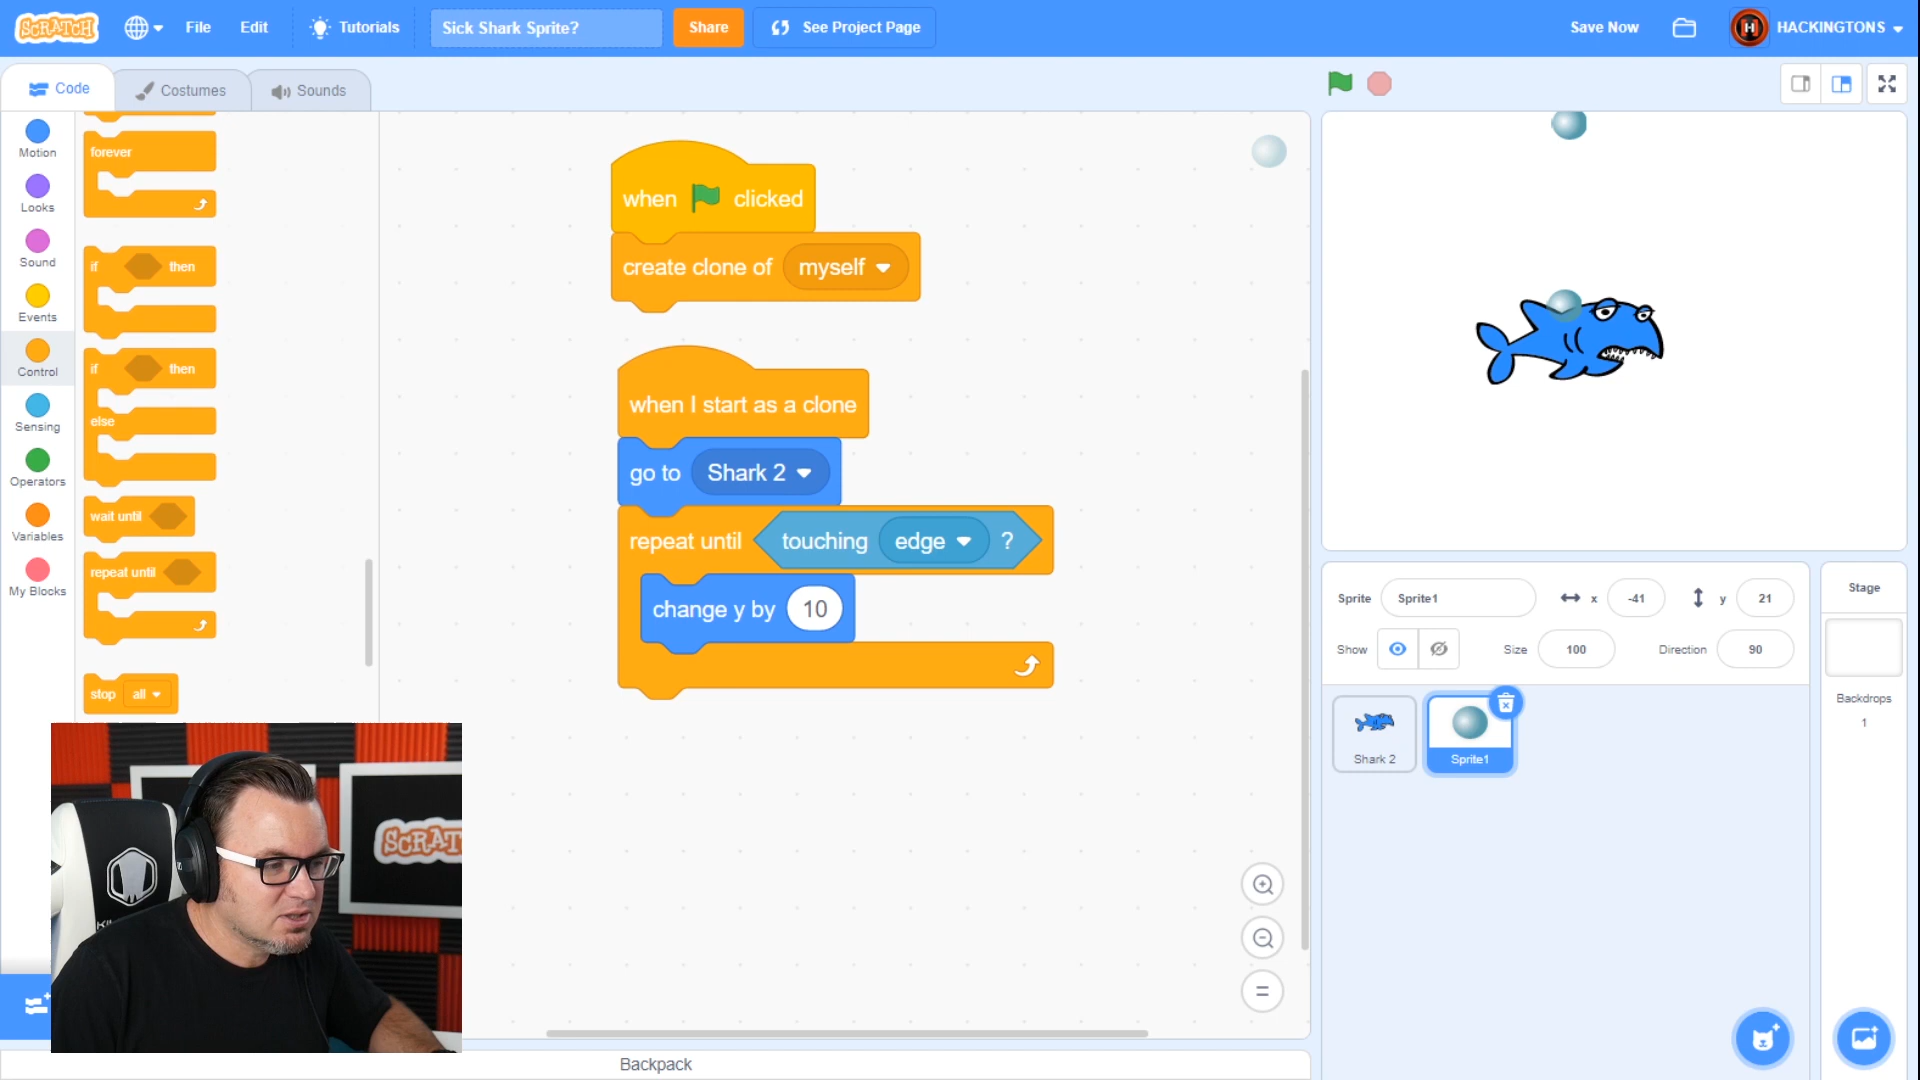 SCRATCH
File
Edit
Tutorials
Sick Shark Sprite?
Share
See Project Page
Save Now
H
HACKINGTONS
Code
Costumes
Sounds
Motion
Looks
Sound
Events
Control
Sensing
Operators
Variables
My Blocks
forever
if then
if then
else
wait until
repeat until
stop all
when clicked
create clone of myself
when I start as a clone
go to Shark 2
repeat until touching edge ?
change y by 10
Sprite Sprite1 x -41 y 21
Show Size 100 Direction 90
Shark 2
Sprite1
Stage
Backdrops
1
Backpack